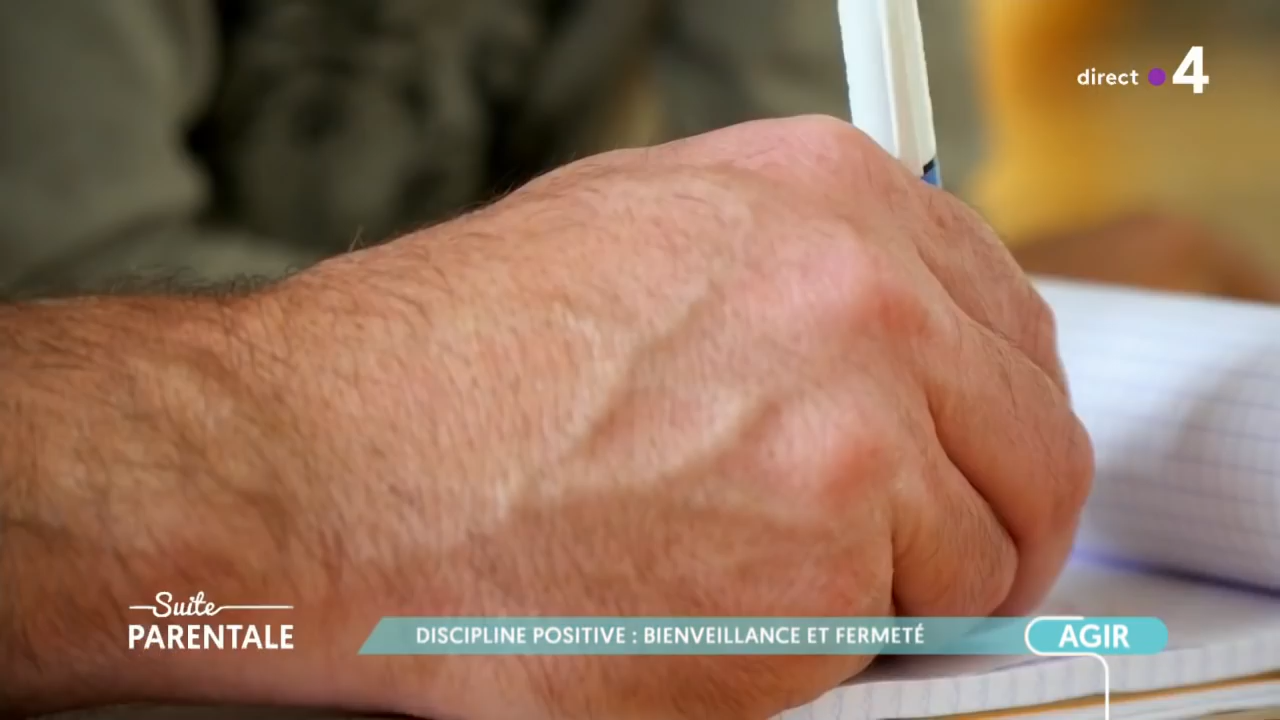 direct 4
Suite
PARENTALE
DISCIPLINE POSITIVE : BIENVEILLANCE ET FERMETÉ
AGIR